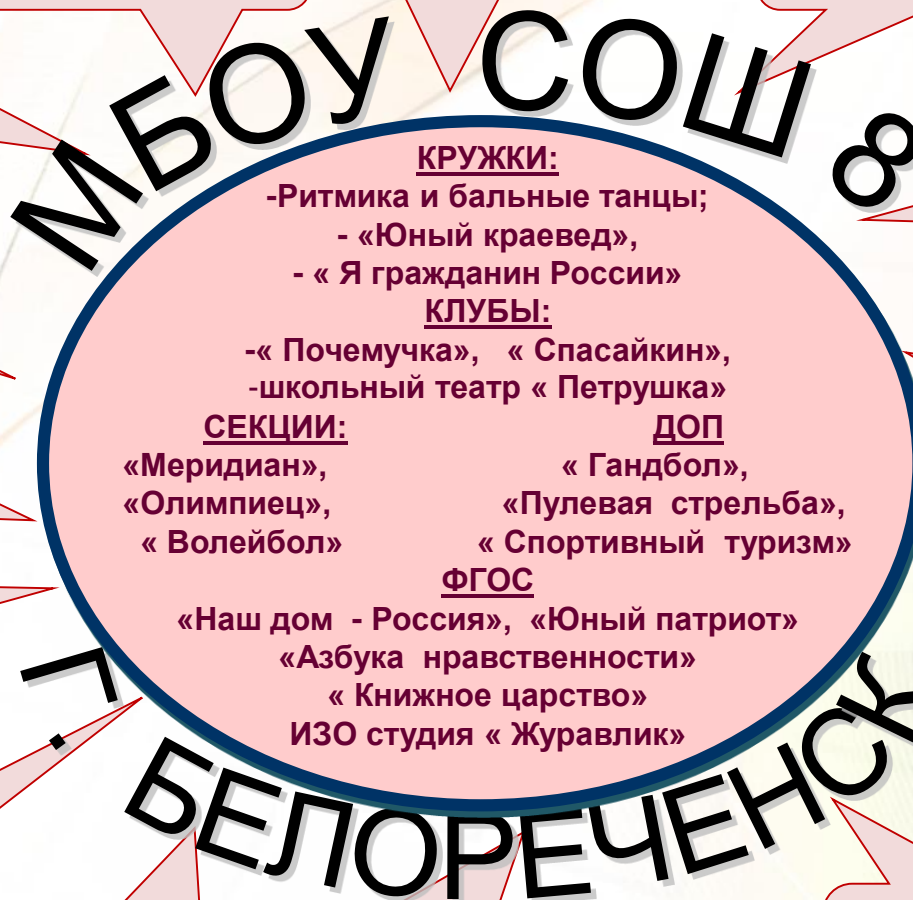 МБОУ СОШ 8
КРУЖКИ:
-Ритмика и бальные танцы;
- «Юный краевед»,
- « Я гражданин России»
КЛУБЫ:
-« Почемучка», « Спасайкин»,
-школьный театр « Петрушка»
СЕКЦИИ: ДОП
«Меридиан», « Гандбол»,
«Олимпиец», «Пулевая стрельба»,
« Волейбол» « Спортивный туризм»
ФГОС
«Наш дом - Россия», «Юный патриот»
«Азбука нравственности»
« Книжное царство»
ИЗО студия « Журавлик»
Г. БЕЛОРЕЧЕНСК